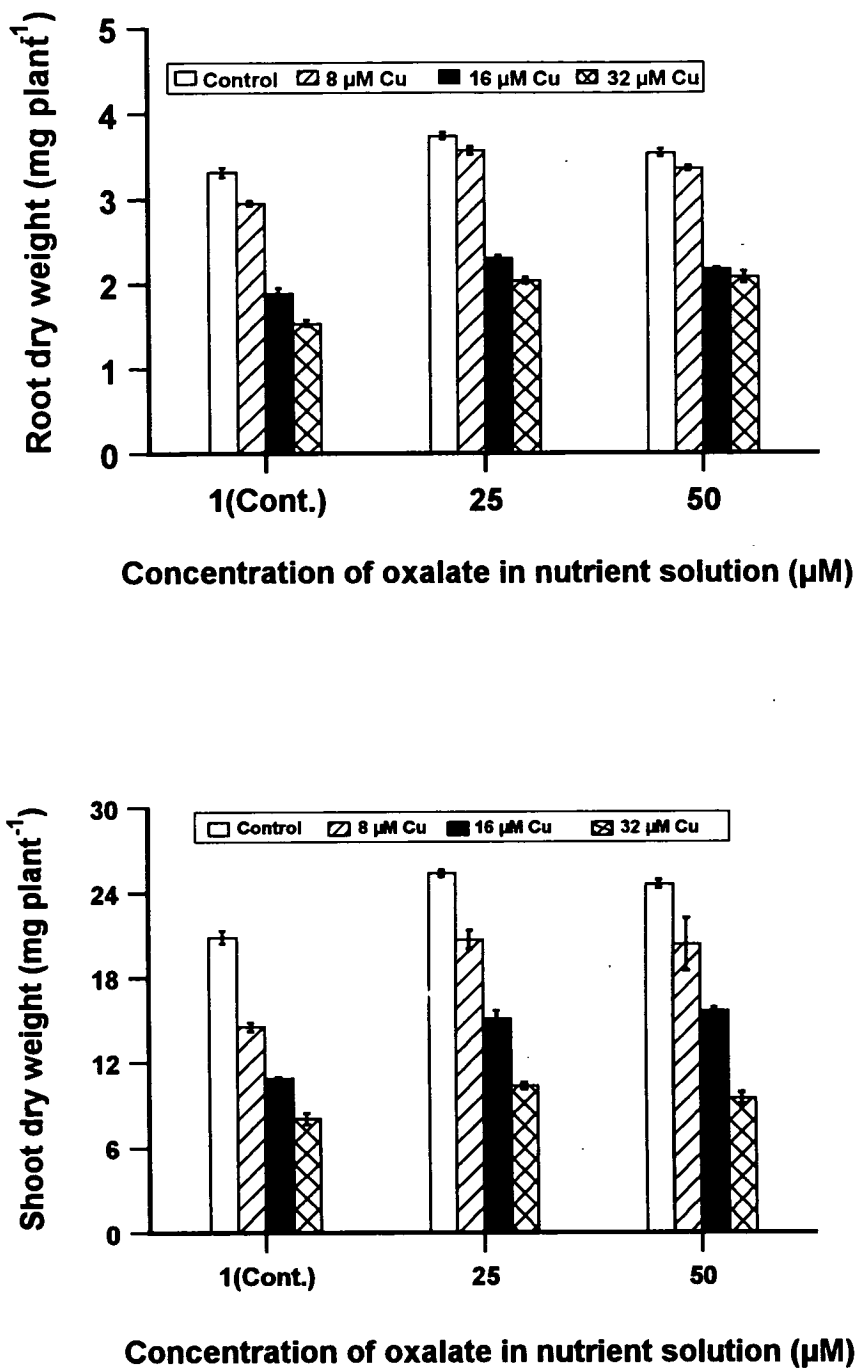 Root dry weight (mg plant-1)
5
4
3
2
1
0
Control 8 µM Cu 16 µM Cu 32 µM Cu
1(Cont.) 25 50
Concentration of oxalate in nutrient solution (µM)
Shoot dry weight (mg plant-1)
30
24
18
12
6
0
Control 8 µM Cu 16 µM Cu 32 µM Cu
1(Cont.) 25 50
Concentration of oxalate in nutrient solution (µM)